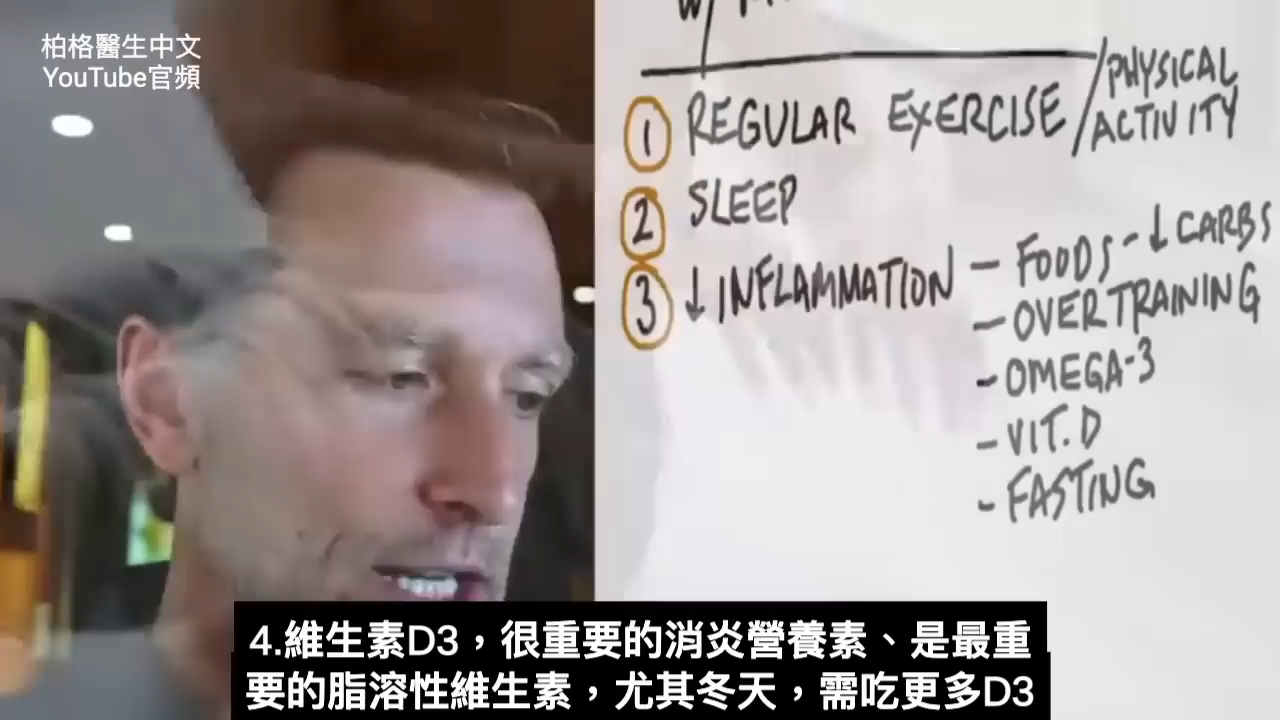 柏格醫生中文
YouTube官頻
w/
① REGULAR EXERCISE / PHYSICAL ACTIVITY
② SLEEP
③ ↓ INFLAMMATION – FOODS - ↓ CARBS
– OVERTRAINING
- OMEGA-3
- VIT. D
- FASTING
4.維生素D3，很重要的消炎營養素、是最重
要的脂溶性維生素，尤其冬天，需吃更多D3